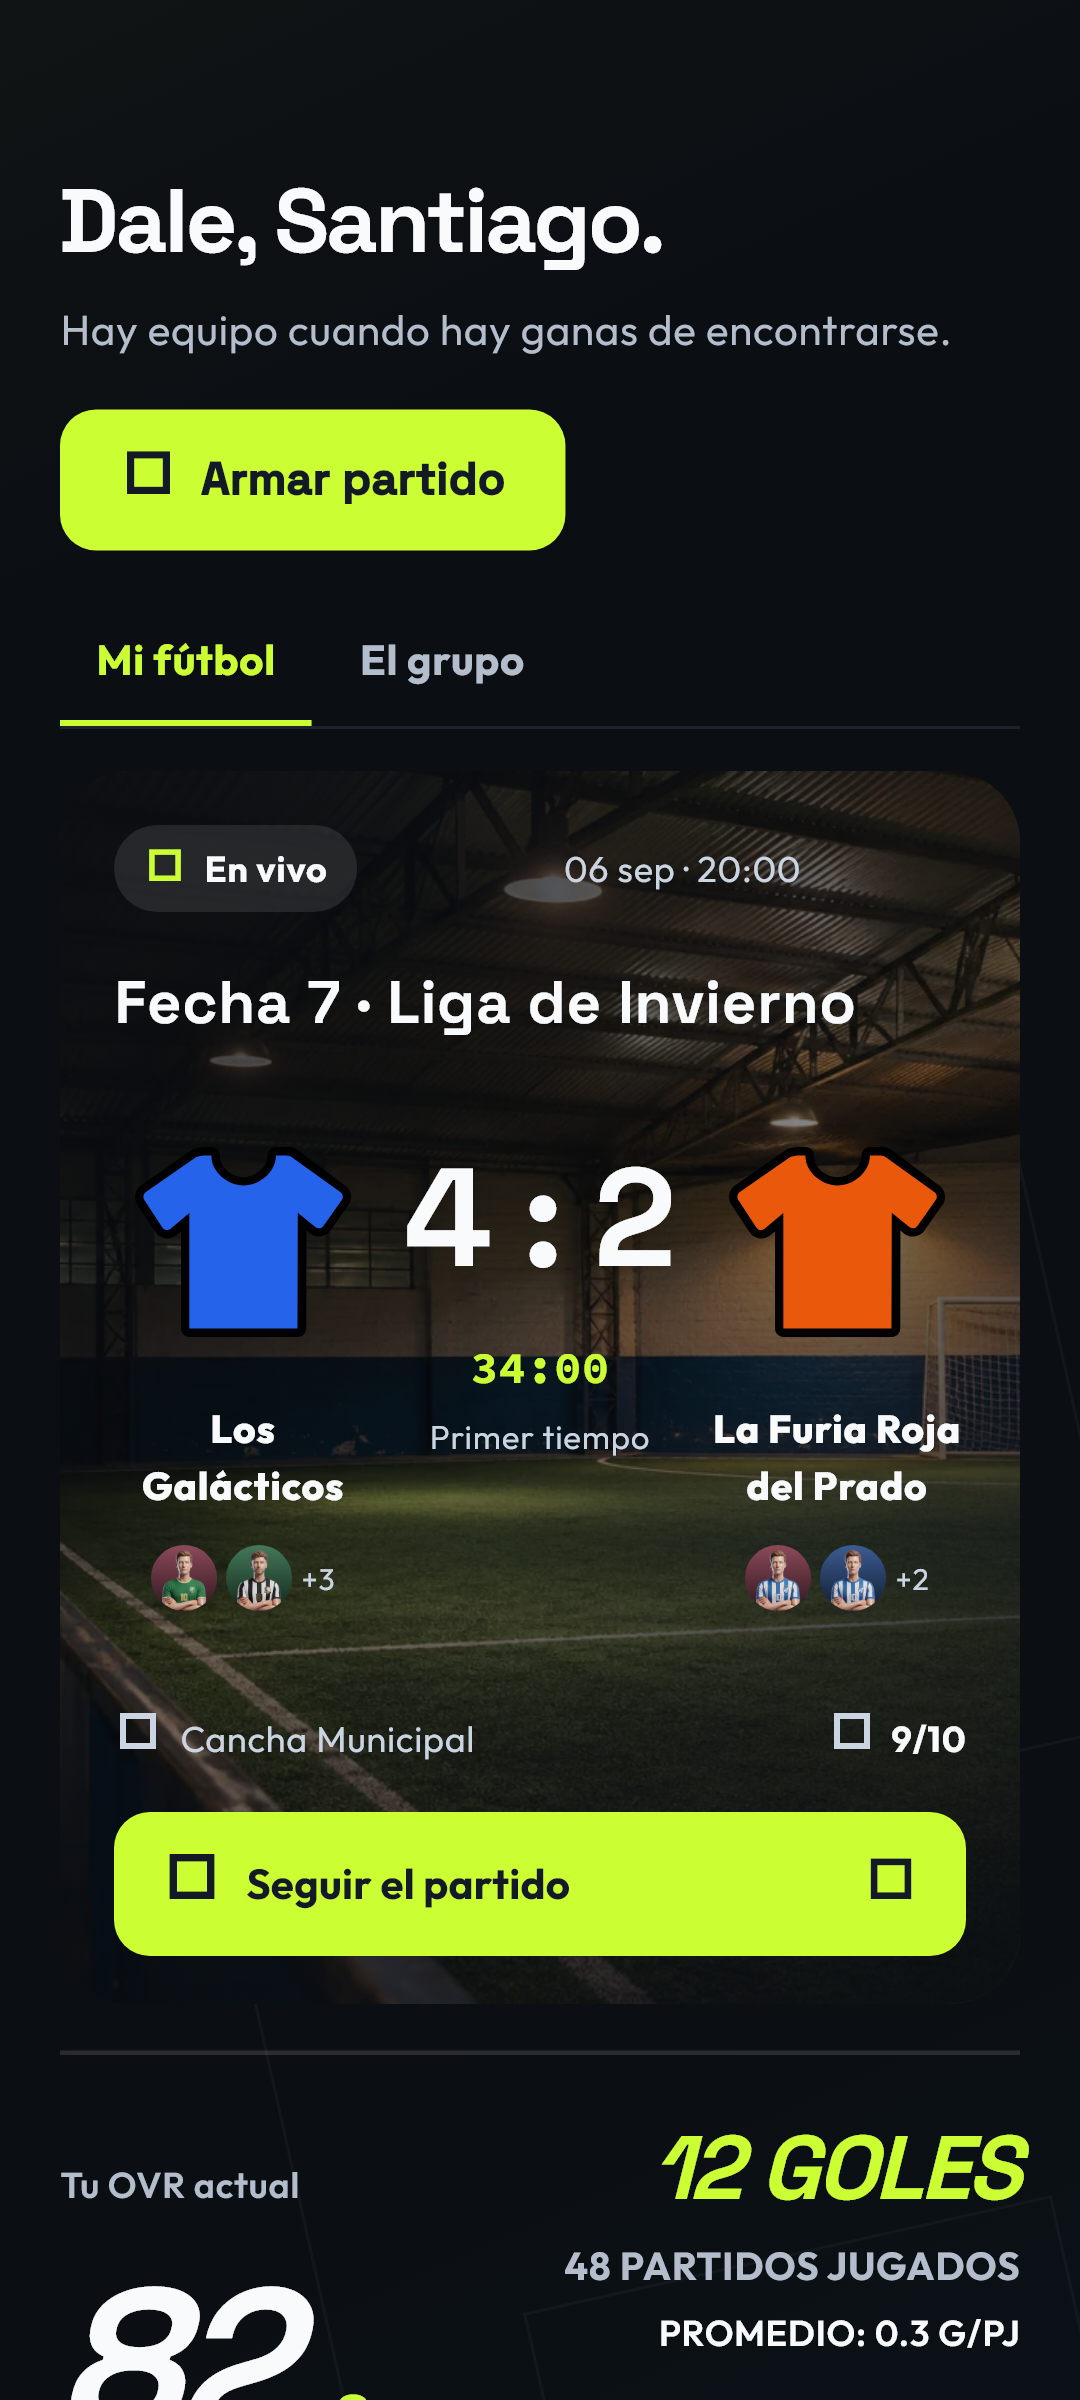 Dale, Santiago.
Hay equipo cuando hay ganas de encontrarse.
Armar partido
Mi fútbol
El grupo
En vivo
06 sep · 20:00
Fecha 7 · Liga de Invierno
4 : 2
34:00
Primer tiempo
Los
Galácticos
La Furia Roja
del Prado
+3
+2
Cancha Municipal
9/10
Seguir el partido
Tu OVR actual
12 GOLES
48 PARTIDOS JUGADOS
PROMEDIO: 0.3 G/PJ
82